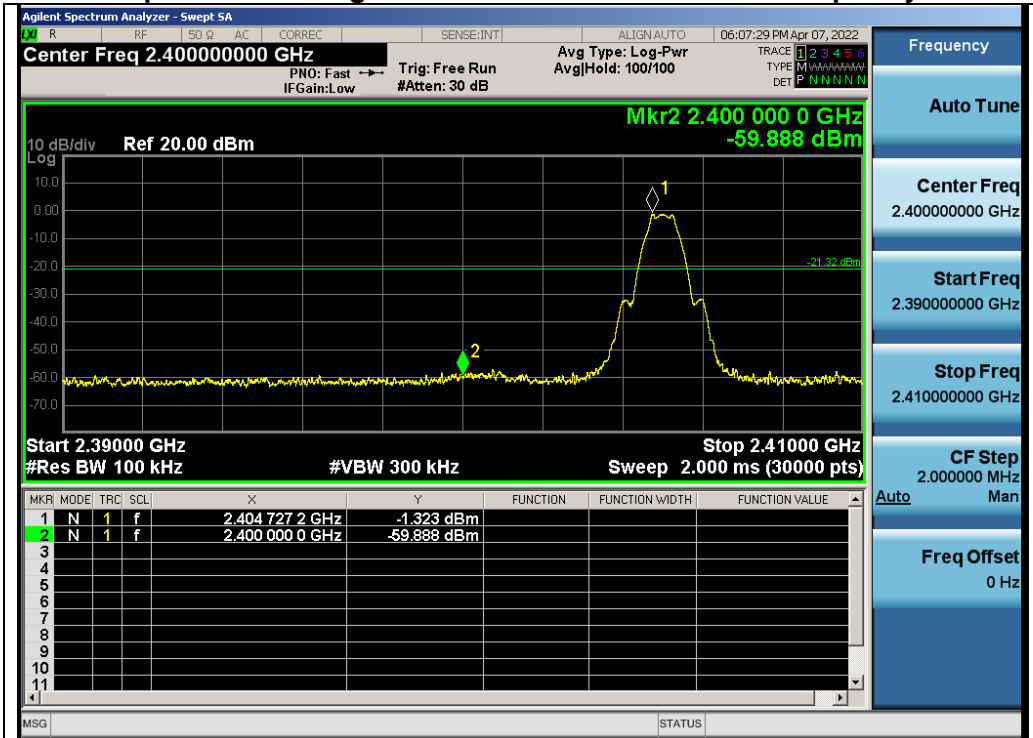 Agilent Spectrum Analyzer - Swept SA
LXI R RF 50 Ω AC CORREC SENSE:INT ALIGN AUTO 06:07:29 PM Apr 07, 2022
Center Freq 2.400000000 GHz
PNO: Fast
IFGain:Low
Trig: Free Run
#Atten: 30 dB
Avg Type: Log-Pwr
Avg|Hold: 100/100
TRACE 1 2 3 4 5 6
TYPE M WWWWW
DET P N N N N N
Mkr2 2.400 000 0 GHz
-59.888 dBm
10 dB/div Ref 20.00 dBm
Log
10.0
0.00
-10.0
-20.0
-30.0
-40.0
-50.0
-60.0
-70.0
1
-21.32 dBm
2
Start 2.39000 GHz Stop 2.41000 GHz
#Res BW 100 kHz #VBW 300 kHz Sweep 2.000 ms (30000 pts)
MKR MODE TRC SCL X Y FUNCTION FUNCTION WIDTH FUNCTION VALUE
1 N 1 f 2.404 727 2 GHz -1.323 dBm
2 N 1 f 2.400 000 0 GHz -59.888 dBm
3
4
5
6
7
8
9
10
11
MSG STATUS
Frequency
Auto Tune
Center Freq
2.400000000 GHz
Start Freq
2.390000000 GHz
Stop Freq
2.410000000 GHz
CF Step
2.000000 MHz
Auto Man
Freq Offset
0 Hz